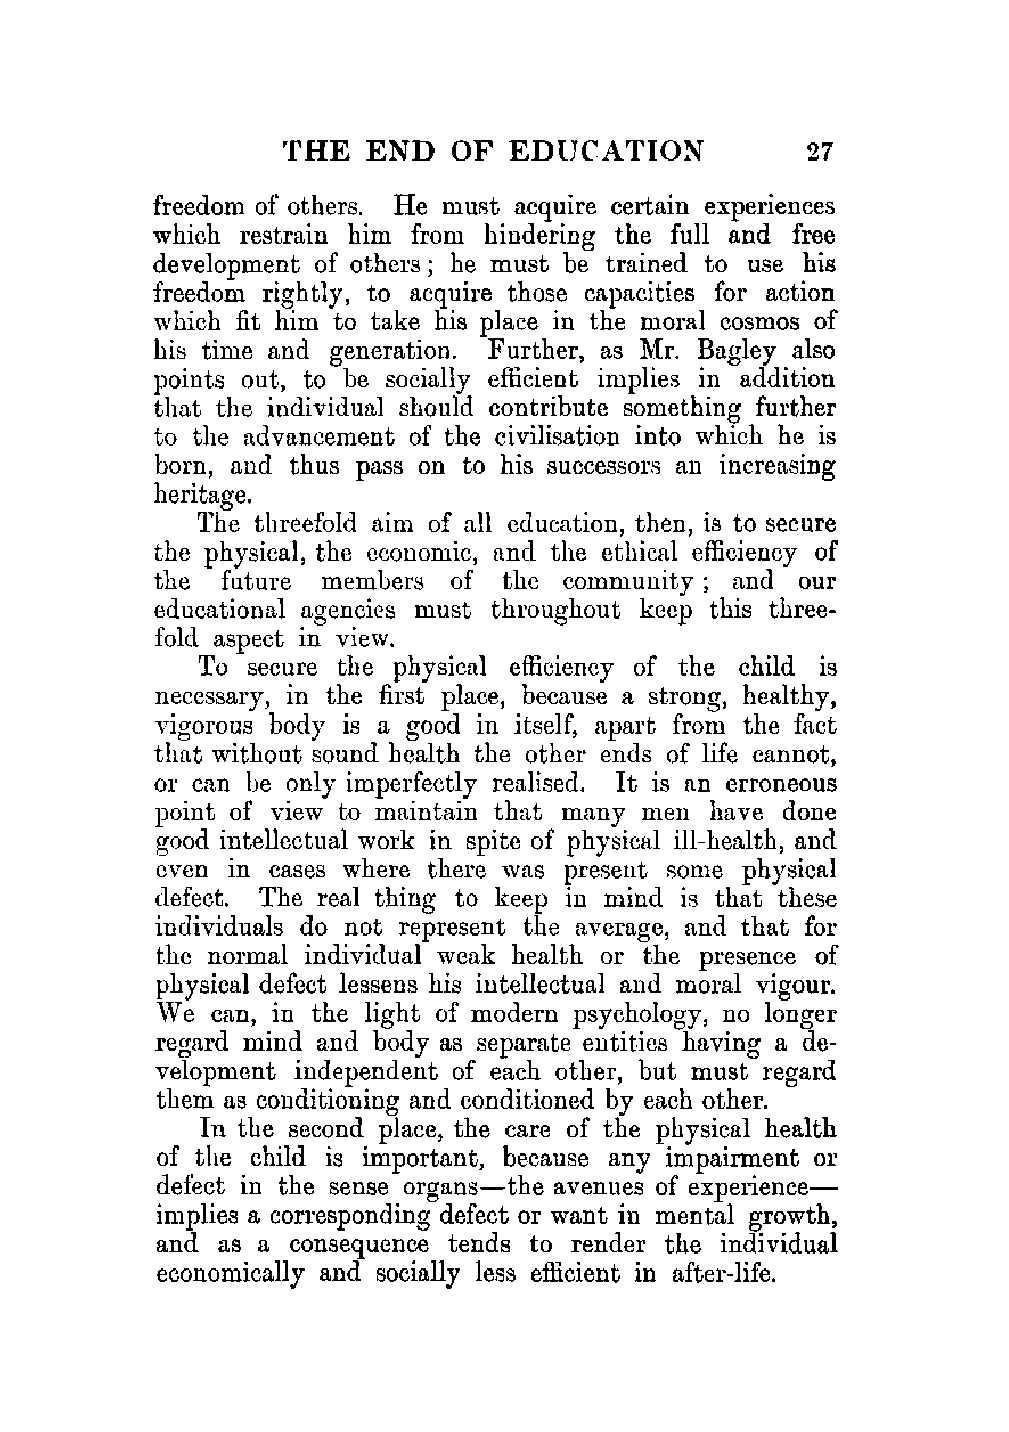 THE END OF EDUCATION 27
freedom of others. He must acquire certain experiences
which restrain him from hindering the full and free
development of others; he must be trained to use his
freedom rightly, to acquire those capacities for action
which fit him to take his place in the moral cosmos of
his time and generation. Further, as Mr. Bagley also
points out, to be socially efficient implies in addition
that the individual should contribute something further
to the advancement of the civilisation into which he is
born, and thus pass on to his successors an increasing
heritage.
The threefold aim of all education, then, is to secure
the physical, the economic, and the ethical efficiency of
the future members of the community; and our
educational agencies must throughout keep this three-
fold aspect in view.
To secure the physical efficiency of the child is
necessary, in the first place, because a strong, healthy,
vigorous body is a good in itself, apart from the fact
that without sound health the other ends of life cannot,
or can be only imperfectly realised. It is an erroneous
point of view to maintain that many men have done
good intellectual work in spite of physical ill-health, and
even in cases where there was present some physical
defect. The real thing to keep in mind is that these
individuals do not represent the average, and that for
the normal individual weak health or the presence of
physical defect lessens his intellectual and moral vigour.
We can, in the light of modern psychology, no longer
regard mind and body as separate entities having a de-
velopment independent of each other, but must regard
them as conditioning and conditioned by each other.
In the second place, the care of the physical health
of the child is important, because any impairment or
defect in the sense organs—the avenues of experience—
implies a corresponding defect or want in mental growth,
and as a consequence tends to render the individual
economically and socially less efficient in after-life.